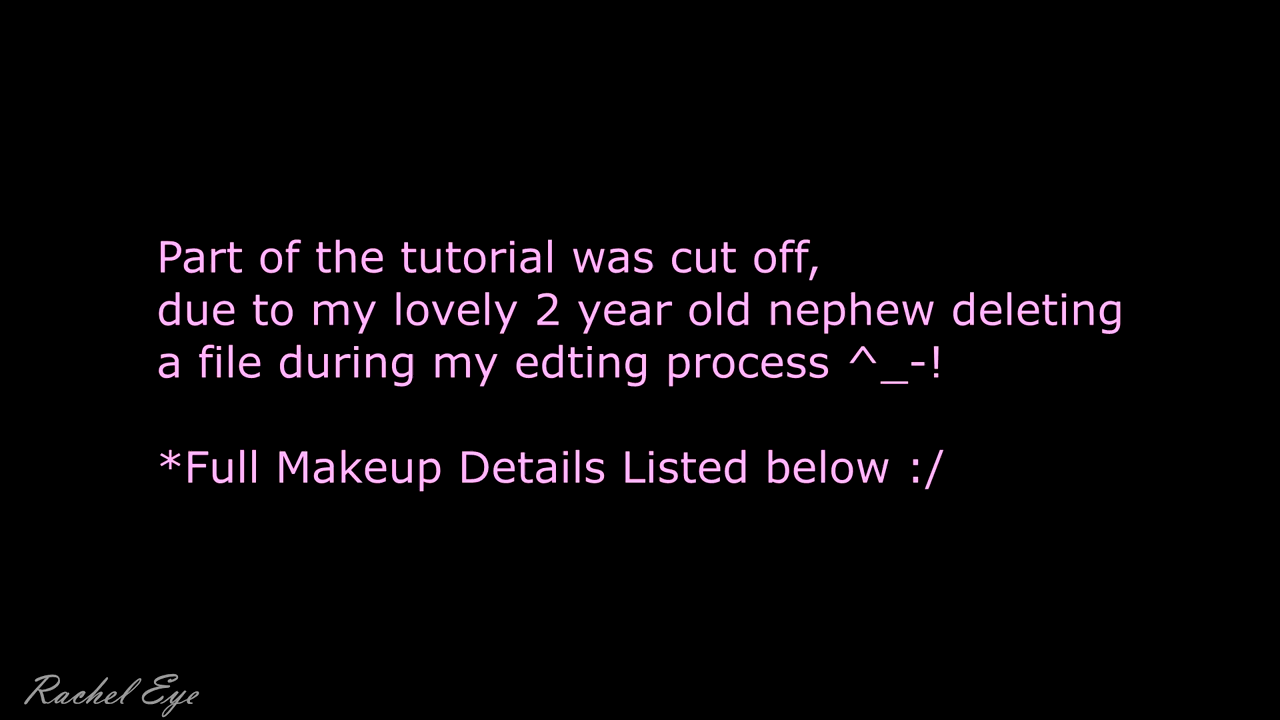 Part of the tutorial was cut off,
due to my lovely 2 year old nephew deleting
a file during my edting process ^_-!
*Full Makeup Details Listed below :/
Rachel Eye